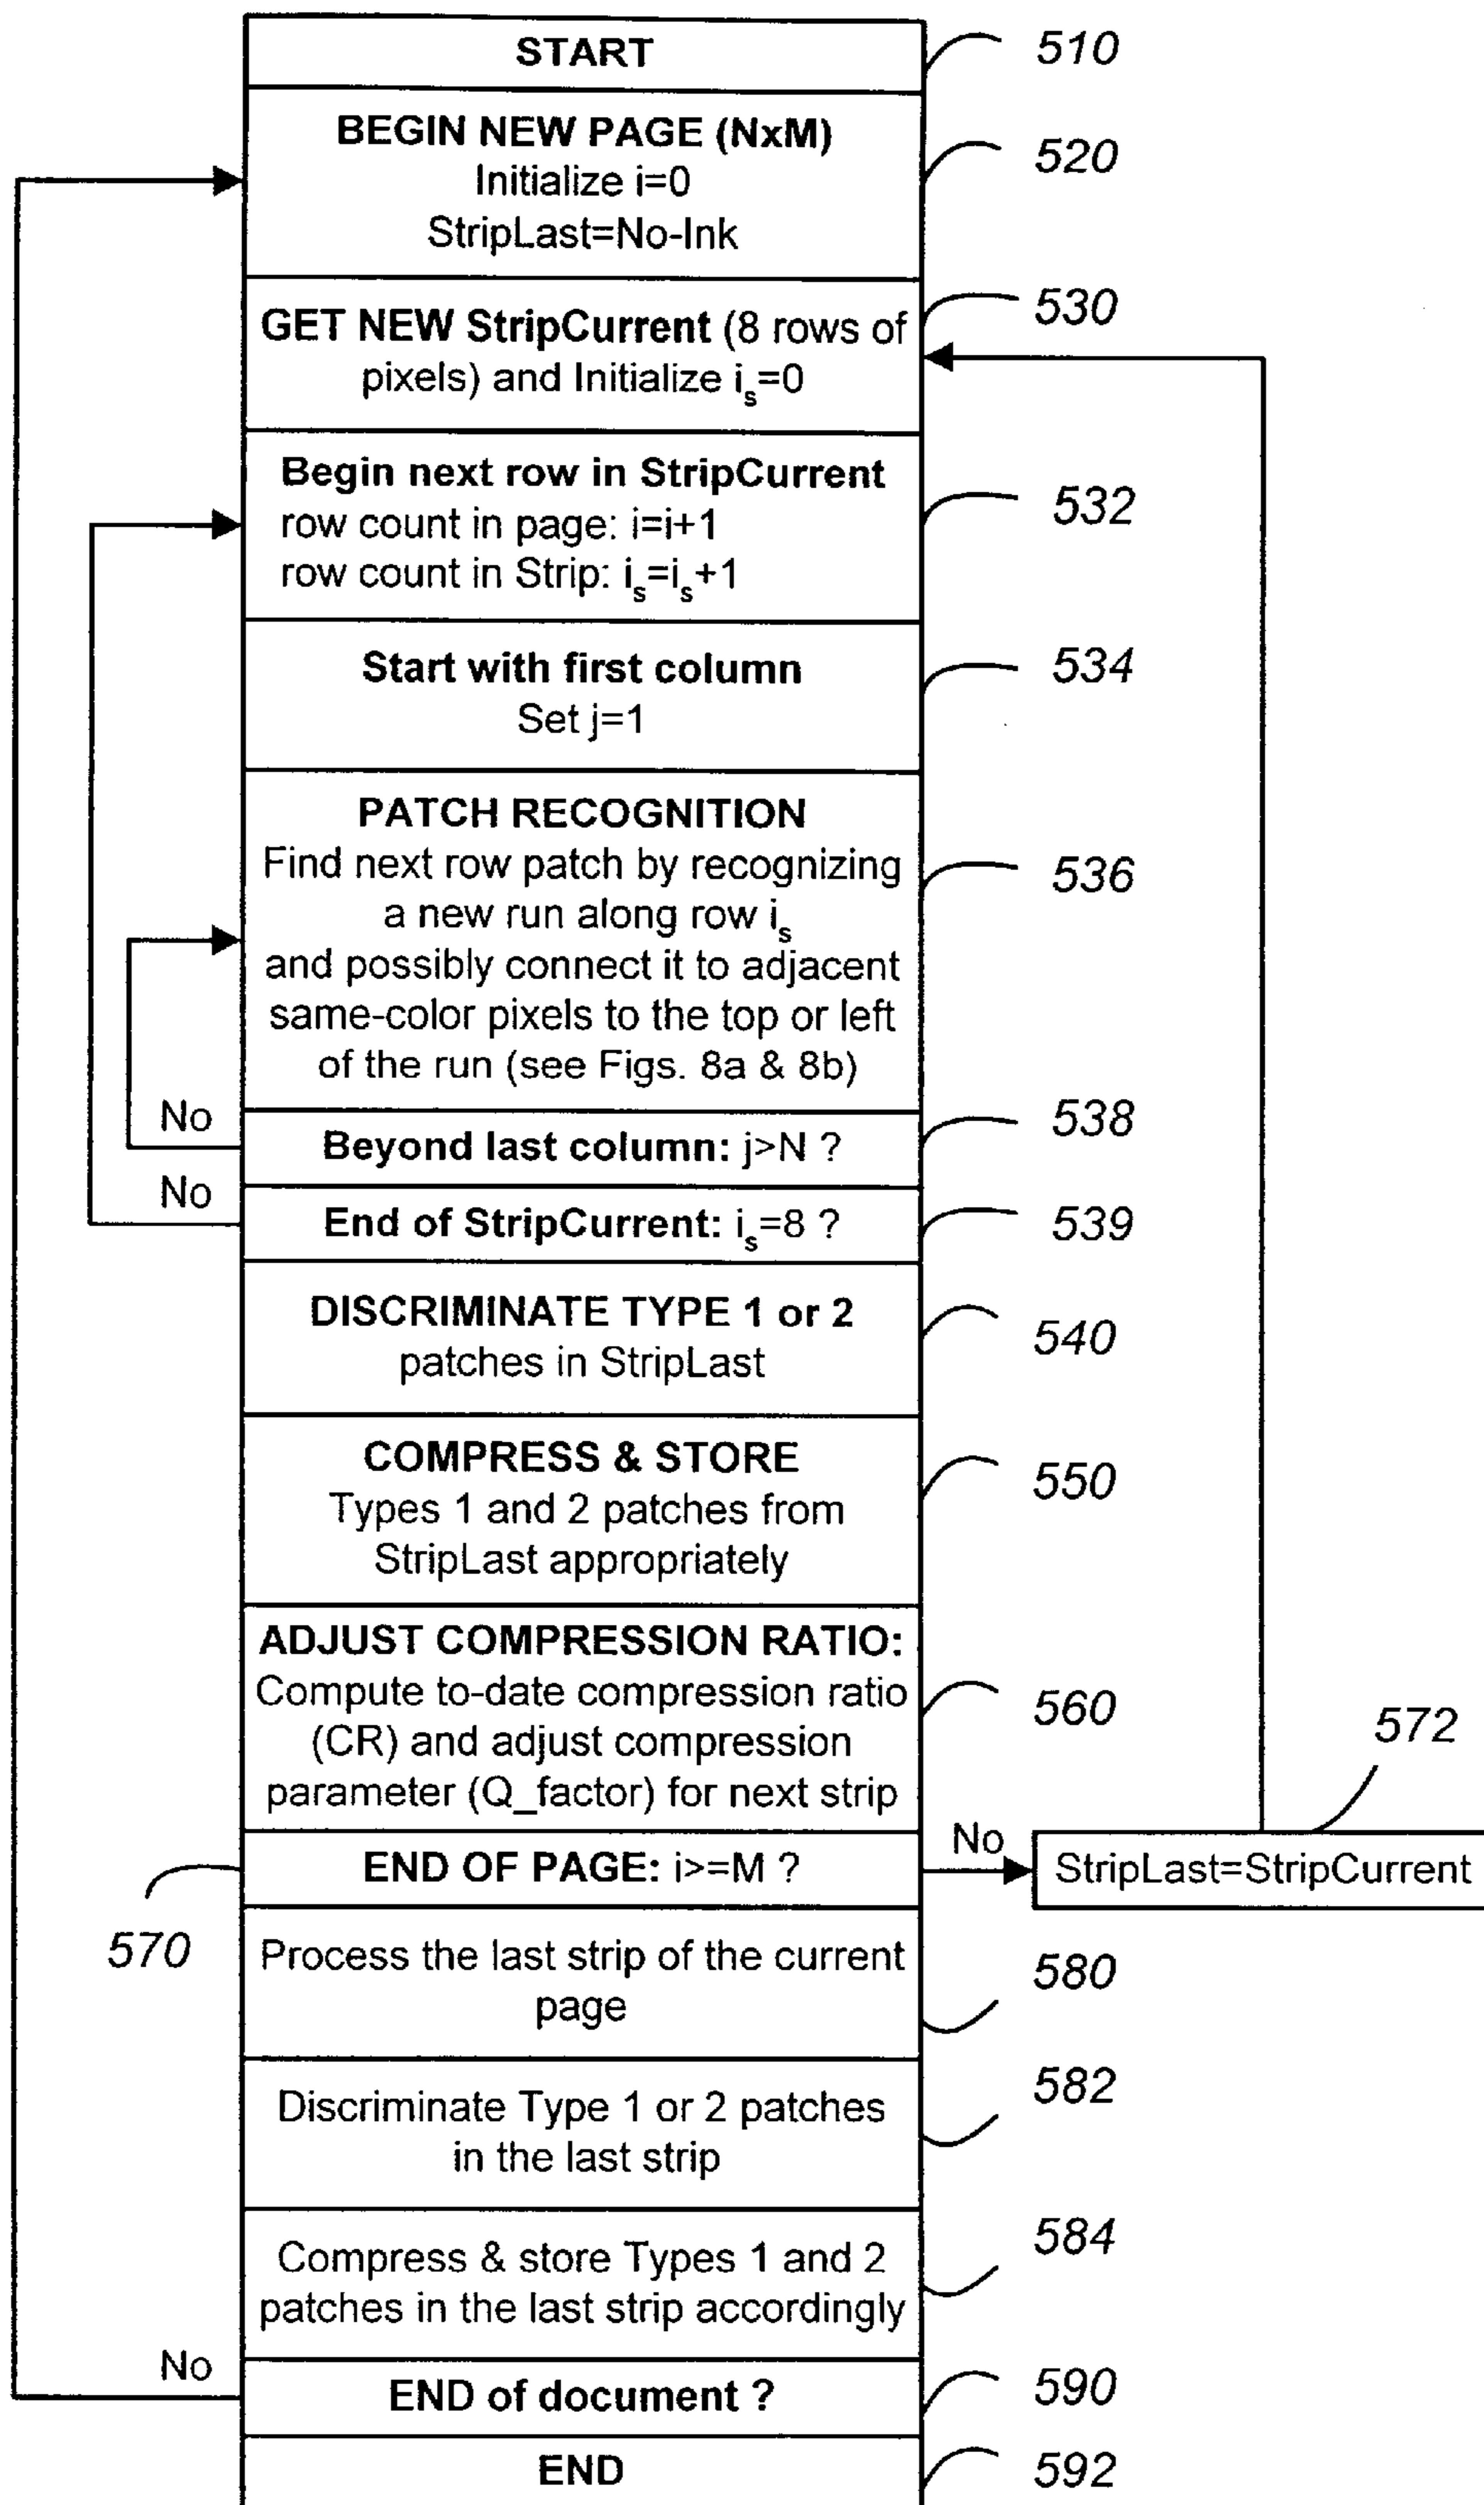 START
510
BEGIN NEW PAGE (NxM)
Initialize i=0
StripLast=No-Ink
520
GET NEW StripCurrent (8 rows of
pixels) and Initialize iₛ=0
530
Begin next row in StripCurrent
row count in page: i=i+1
row count in Strip: iₛ=iₛ+1
532
Start with first column
Set j=1
534
PATCH RECOGNITION
Find next row patch by recognizing
a new run along row iₛ
and possibly connect it to adjacent
same-color pixels to the top or left
of the run (see Figs. 8a & 8b)
536
No
Beyond last column: j>N ?
538
No
End of StripCurrent: iₛ=8 ?
539
DISCRIMINATE TYPE 1 or 2
patches in StripLast
540
COMPRESS & STORE
Types 1 and 2 patches from
StripLast appropriately
550
ADJUST COMPRESSION RATIO:
Compute to-date compression ratio
(CR) and adjust compression
parameter (Q_factor) for next strip
560
572
END OF PAGE: i>=M ?
No
StripLast=StripCurrent
570
Process the last strip of the current
page
580
Discriminate Type 1 or 2 patches
in the last strip
582
Compress & store Types 1 and 2
patches in the last strip accordingly
584
No
END of document ?
590
END
592